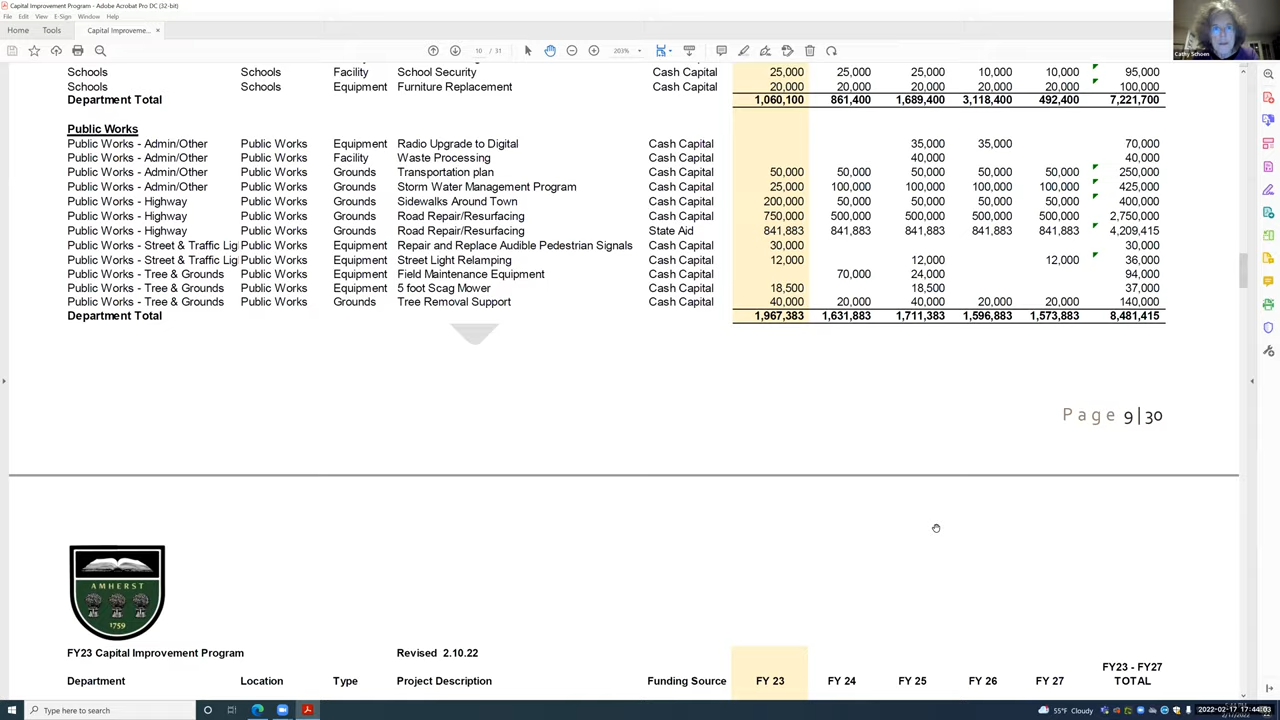 Capital Improvement Program - Adobe Acrobat Pro DC (32-bit)
File Edit View E-Sign Window Help
Home Tools Capital Improveme... ×
10 / 31 203%
Cathy Schoen
Schools Schools Facility School Security Cash Capital 25,000 25,000 25,000 10,000 10,000 95,000
Schools Schools Equipment Furniture Replacement Cash Capital 20,000 20,000 20,000 20,000 20,000 100,000
Department Total 1,060,100 861,400 1,689,400 3,118,400 492,400 7,221,700
Public Works
Public Works - Admin/Other Public Works Equipment Radio Upgrade to Digital Cash Capital 35,000 35,000 70,000
Public Works - Admin/Other Public Works Facility Waste Processing Cash Capital 40,000 40,000
Public Works - Admin/Other Public Works Grounds Transportation plan Cash Capital 50,000 50,000 50,000 50,000 50,000 250,000
Public Works - Admin/Other Public Works Grounds Storm Water Management Program Cash Capital 25,000 100,000 100,000 100,000 100,000 425,000
Public Works - Highway Public Works Grounds Sidewalks Around Town Cash Capital 200,000 50,000 50,000 50,000 50,000 400,000
Public Works - Highway Public Works Grounds Road Repair/Resurfacing Cash Capital 750,000 500,000 500,000 500,000 500,000 2,750,000
Public Works - Highway Public Works Grounds Road Repair/Resurfacing State Aid 841,883 841,883 841,883 841,883 841,883 4,209,415
Public Works - Street & Traffic Lig Public Works Equipment Repair and Replace Audible Pedestrian Signals Cash Capital 30,000 30,000
Public Works - Street & Traffic Lig Public Works Equipment Street Light Relamping Cash Capital 12,000 12,000 12,000 36,000
Public Works - Tree & Grounds Public Works Equipment Field Maintenance Equipment Cash Capital 70,000 24,000 94,000
Public Works - Tree & Grounds Public Works Equipment 5 foot Scag Mower Cash Capital 18,500 18,500 37,000
Public Works - Tree & Grounds Public Works Grounds Tree Removal Support Cash Capital 40,000 20,000 40,000 20,000 20,000 140,000
Department Total 1,967,383 1,631,883 1,711,383 1,596,883 1,573,883 8,481,415
Page 9|30
AMHERST
1759
FY23 Capital Improvement Program Revised 2.10.22
FY23 - FY27
Department Location Type Project Description Funding Source FY 23 FY 24 FY 25 FY 26 FY 27 TOTAL
Type here to search 55°F Cloudy 2022-02-17 17:44:03